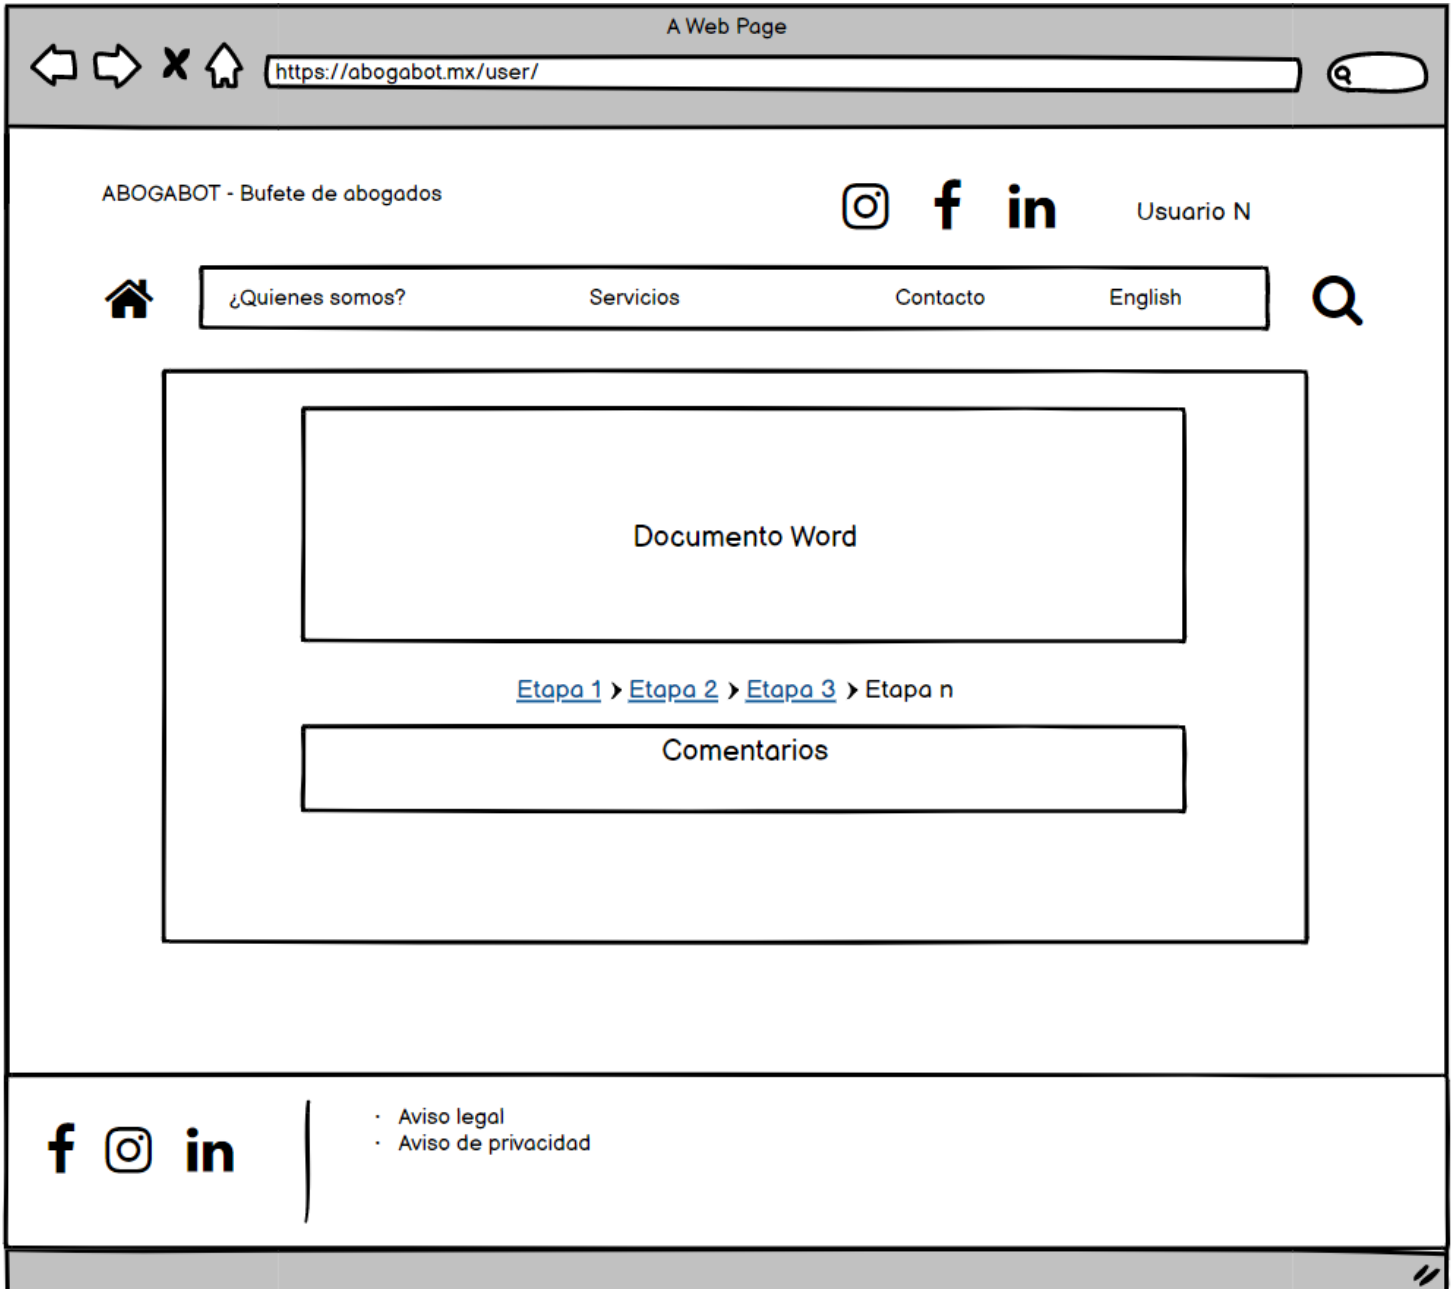 A Web Page
https://abogabot.mx/user/
ABOGABOT - Bufete de abogados
Usuario N
¿Quienes somos? Servicios Contacto English
Documento Word
Etapa 1 > Etapa 2 > Etapa 3 > Etapa n
Comentarios
· Aviso legal
· Aviso de privacidad